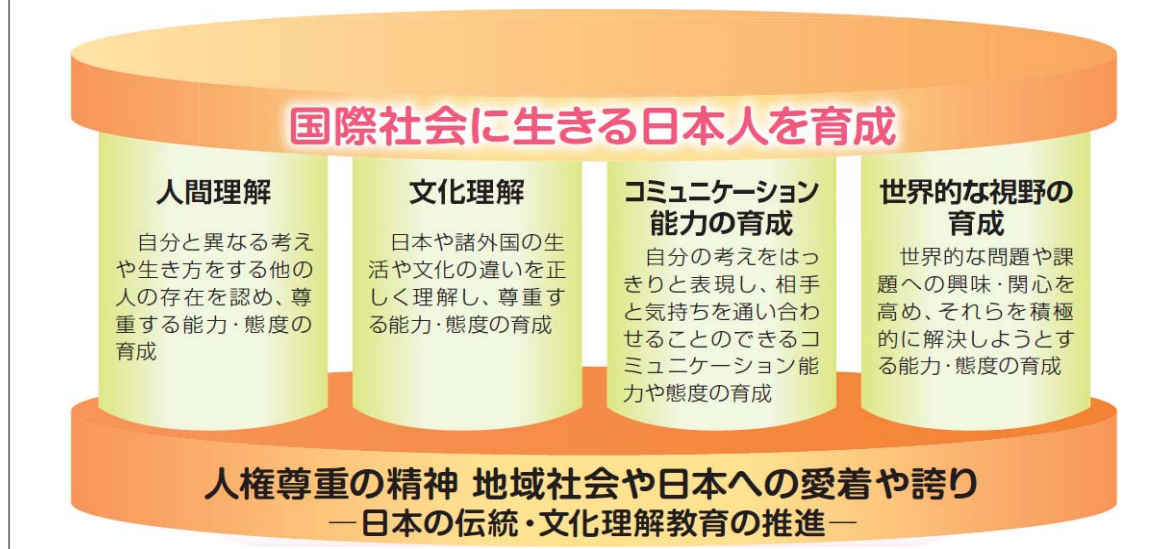 国際社会に生きる日本人を育成
人間理解
自分と異なる考え
や生き方をする他の
人の存在を認め、尊
重する能力・態度の
育成
文化理解
日本や諸外国の生
活や文化の違いを正
しく理解し、尊重す
る能力・態度の育成
コミュニケーション
能力の育成
自分の考えをはっ
きりと表現し、相手
と気持ちを通い合わ
せることのできるコ
ミュニケーション能
力や態度の育成
世界的な視野の
育成
世界的な問題や課
題への興味・関心を
高め、それらを積極
的に解決しようとす
る能力・態度の育成
人権尊重の精神 地域社会や日本への愛着や誇り
―日本の伝統・文化理解教育の推進―